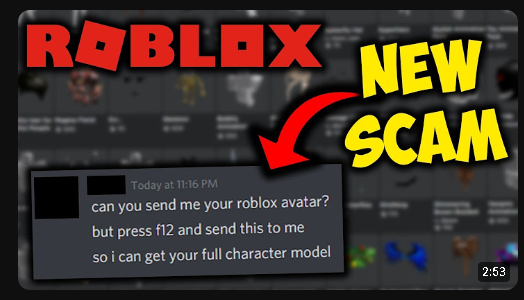 ROBLOX
NEW
SCAM
Today at 11:16 PM
can you send me your roblox avatar?
but press f12 and send this to me
so i can get your full character model
2:53